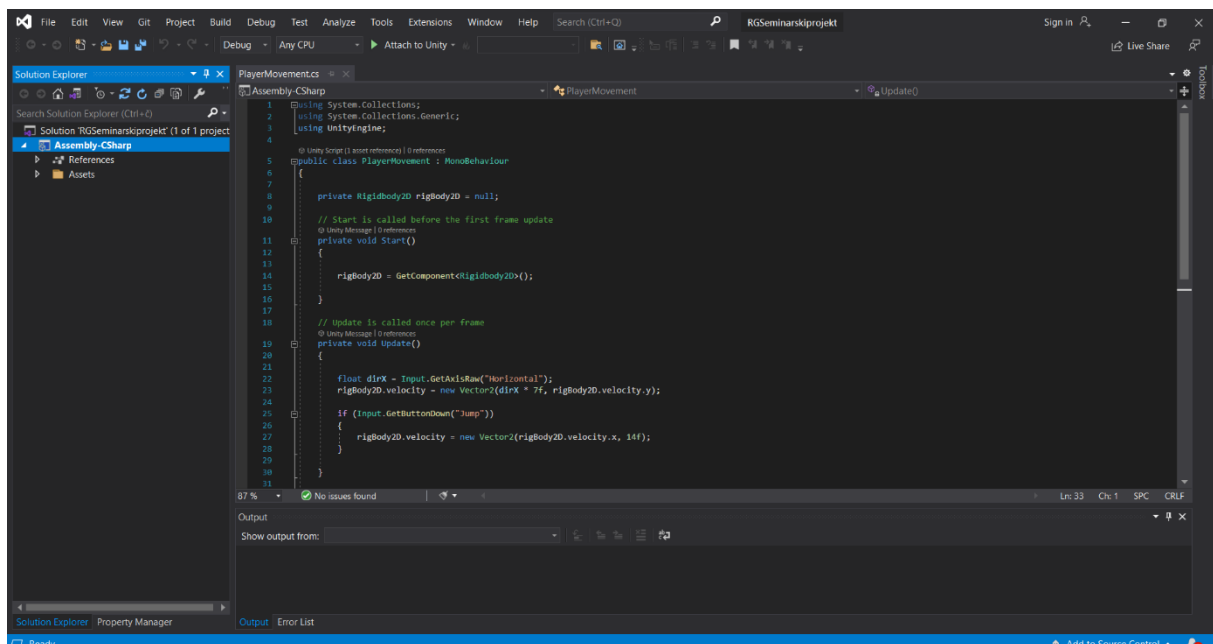 File Edit View Git Project Build Debug Test Analyze Tools Extensions Window Help Search (Ctrl+Q) RGSeminarskiprojekt Sign in
Debug Any CPU Attach to Unity Live Share
Solution Explorer
Search Solution Explorer (Ctrl+č)
Solution 'RGSeminarskiprojekt' (1 of 1 project
Assembly-CSharp
References
Assets
PlayerMovement.cs
Assembly-CSharp PlayerMovement Update()
1 using System.Collections;
2 using System.Collections.Generic;
3 using UnityEngine;
4
Unity Script (1 asset reference) | 0 references
5 public class PlayerMovement : MonoBehaviour
6 {
7
8 private Rigidbody2D rigBody2D = null;
9
10 // Start is called before the first frame update
Unity Message | 0 references
11 private void Start()
12 {
13
14 rigBody2D = GetComponent<Rigidbody2D>();
15
16 }
17
18 // Update is called once per frame
Unity Message | 0 references
19 private void Update()
20 {
21
22 float dirX = Input.GetAxisRaw("Horizontal");
23 rigBody2D.velocity = new Vector2(dirX * 7f, rigBody2D.velocity.y);
24
25 if (Input.GetButtonDown("Jump"))
26 {
27 rigBody2D.velocity = new Vector2(rigBody2D.velocity.x, 14f);
28 }
29
30 }
31
87 % No issues found Ln: 33 Ch: 1 SPC CRLF
Output
Show output from:
Solution Explorer Property Manager
Output Error List
Ready Add to Source Control
Toolbox